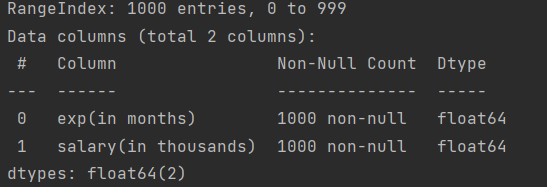 RangeIndex: 1000 entries, 0 to 999
Data columns (total 2 columns):
 #   Column                Non-Null Count  Dtype
---  ------                --------------  -----
 0   exp(in months)        1000 non-null   float64
 1   salary(in thousands)  1000 non-null   float64
dtypes: float64(2)